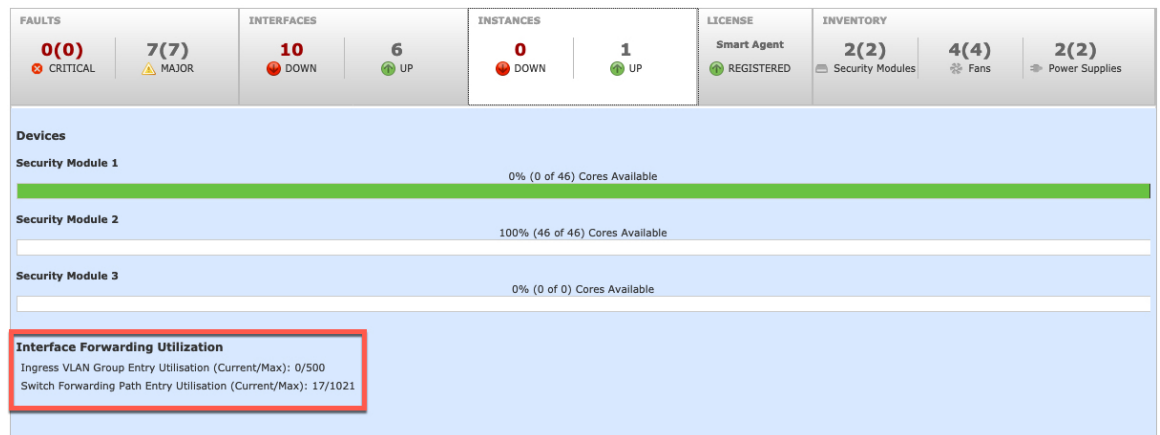 FAULTS INTERFACES INSTANCES LICENSE INVENTORY
0(0) 7(7) 10 6 0 1 Smart Agent 2(2) 4(4) 2(2)
CRITICAL MAJOR DOWN UP DOWN UP REGISTERED Security Modules Fans Power Supplies
Devices
Security Module 1
0% (0 of 46) Cores Available
Security Module 2
100% (46 of 46) Cores Available
Security Module 3
0% (0 of 0) Cores Available
Interface Forwarding Utilization
Ingress VLAN Group Entry Utilisation (Current/Max): 0/500
Switch Forwarding Path Entry Utilisation (Current/Max): 17/1021